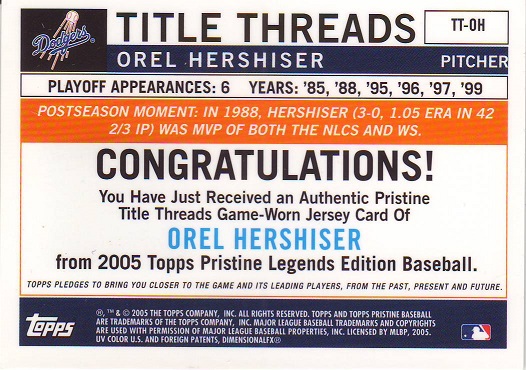 Dodgers
TITLE THREADS
TT-OH
OREL HERSHISER
PITCHER
PLAYOFF APPEARANCES: 6 YEARS: '85, '88, '95, '96, '97, '99
POSTSEASON MOMENT: IN 1988, HERSHISER (3-0, 1.05 ERA IN 42
2/3 IP) WAS MVP OF BOTH THE NLCS AND WS.
CONGRATULATIONS!
You Have Just Received an Authentic Pristine
Title Threads Game-Worn Jersey Card Of
OREL HERSHISER
from 2005 Topps Pristine Legends Edition Baseball.
TOPPS PLEDGES TO BRING YOU CLOSER TO THE GAME AND ITS LEADING PLAYERS, FROM THE PAST, PRESENT AND FUTURE.
Topps
®, ™ & © 2005 THE TOPPS COMPANY, INC. ALL RIGHTS RESERVED. TOPPS AND TOPPS PRISTINE BASEBALL
ARE TRADEMARKS OF THE TOPPS COMPANY, INC. MAJOR LEAGUE BASEBALL TRADEMARKS AND COPYRIGHTS
ARE USED WITH PERMISSION OF MAJOR LEAGUE BASEBALL PROPERTIES, INC. LICENSED BY MLBP, 2005.
UV COLOR U.S. AND FOREIGN PATENTS, DIMENSIONALFX®